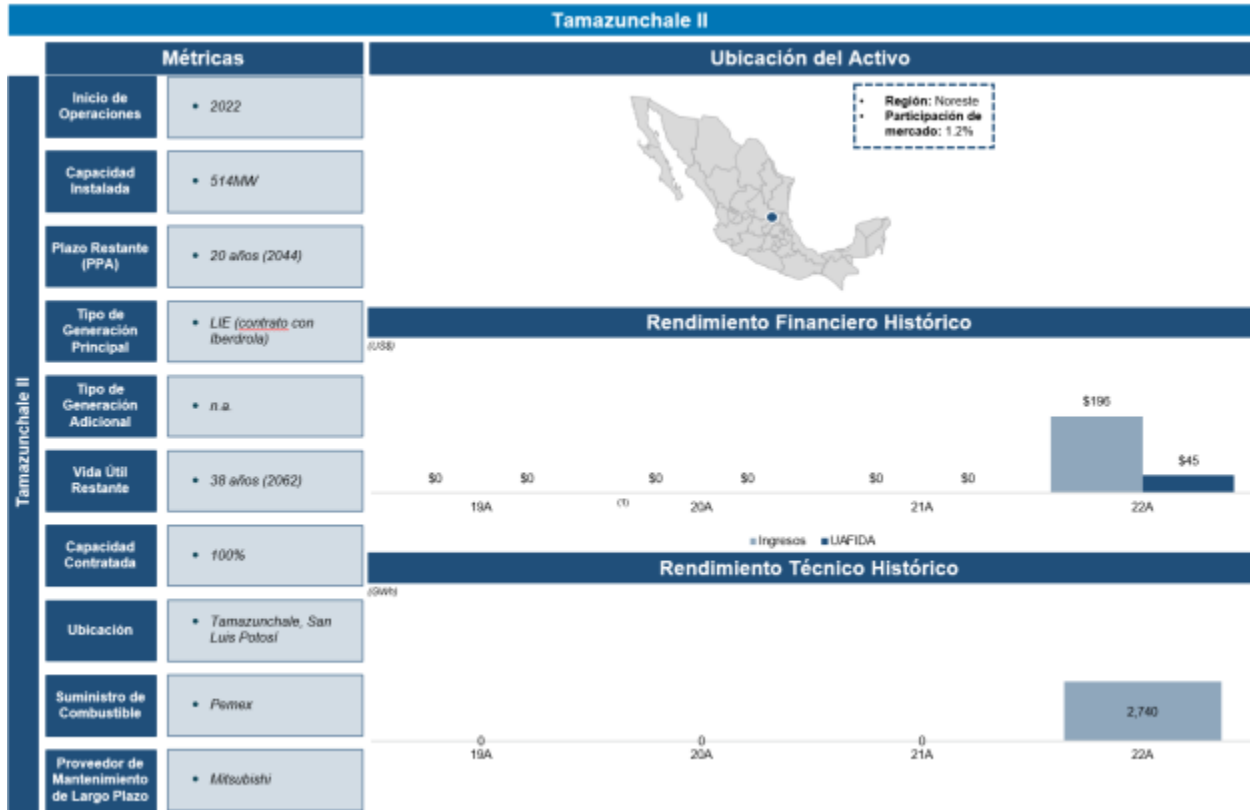 Tamazunchale II
Métricas
Ubicación del Activo
Tamazunchale II
Inicio de
Operaciones
• 2022
Capacidad
Instalada
• 514MW
Plazo Restante
(PPA)
• 20 años (2044)
Tipo de
Generación
Principal
• LIE (contrato con
Iberdrola)
Tipo de
Generación
Adicional
• n.a.
Vida Útil
Restante
• 38 años (2062)
Capacidad
Contratada
• 100%
Ubicación
• Tamazunchale, San
Luis Potosí
Suministro de
Combustible
• Pemex
Proveedor de
Mantenimiento
de Largo Plazo
• Mitsubishi
• Región: Noreste
• Participación de
mercado: 1.2%
Rendimiento Financiero Histórico
(US$)
$0 $0 $0 $0 $0 $0 $196 $45
19A (1) 20A 21A 22A
Ingresos UAFIDA
Rendimiento Técnico Histórico
(GWh)
0 0 0 2,740
19A 20A 21A 22A